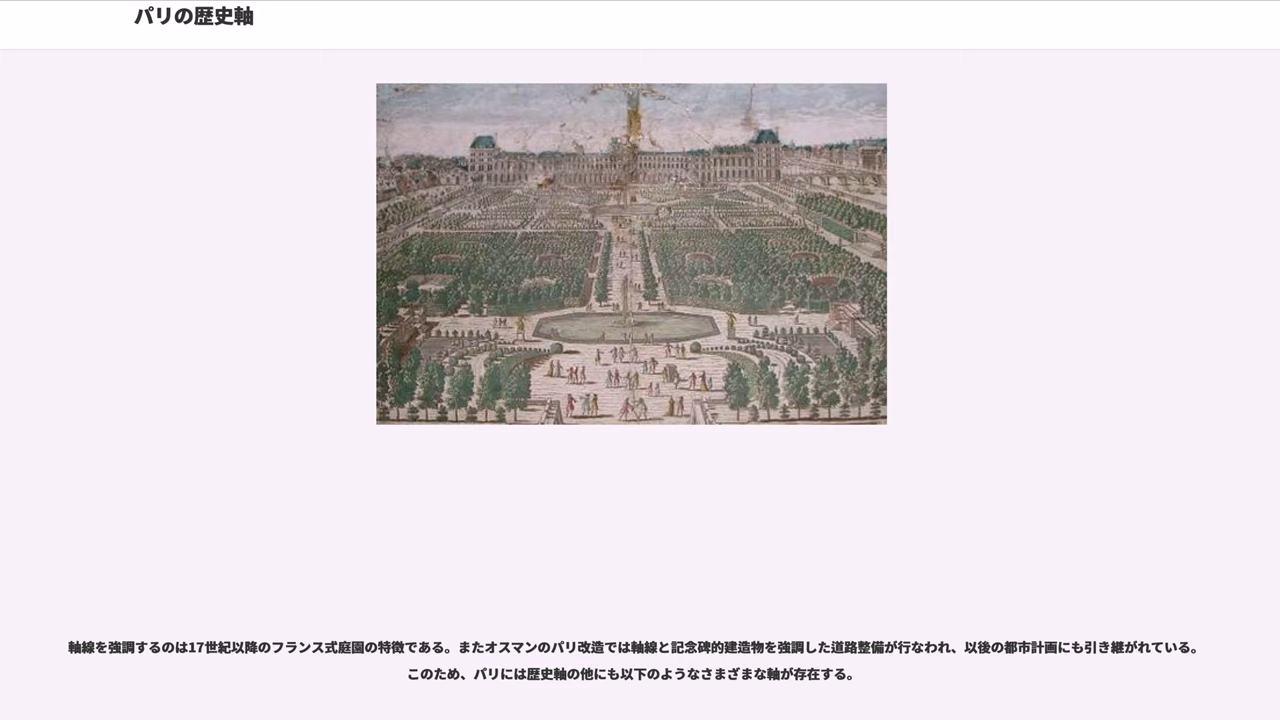 パリの歴史軸
軸線を強調するのは17世紀以降のフランス式庭園の特徴である。またオスマンのパリ改造では軸線と記念碑的建造物を強調した道路整備が行なわれ、以後の都市計画にも引き継がれている。
このため、パリには歴史軸の他にも以下のようなさまざまな軸が存在する。